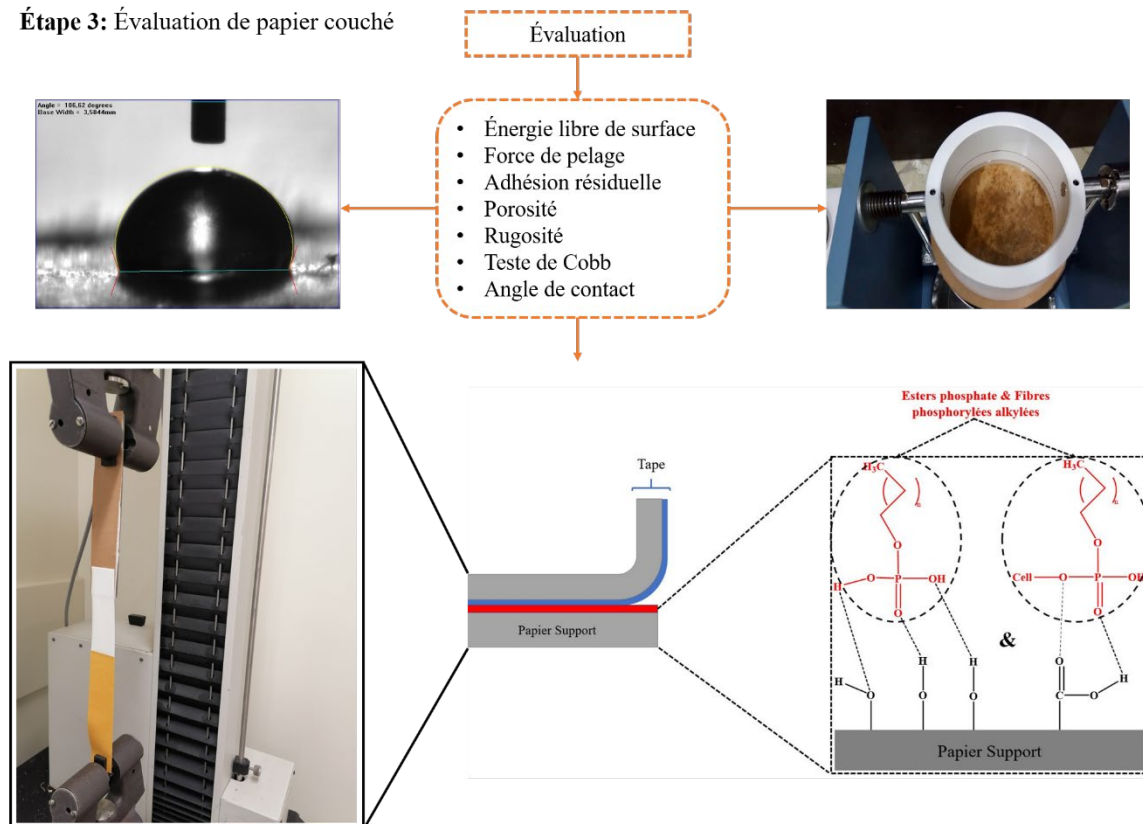 Étape 3: Évaluation de papier couché
Évaluation
Angle = 106,62 degrees
Base Width = 3,5044mm
• Énergie libre de surface
• Force de pelage
• Adhésion résiduelle
• Porosité
• Rugosité
• Teste de Cobb
• Angle de contact
Esters phosphate & Fibres
phosphorylées alkylées
Tape
Papier Support
H₃C
n
O
H O P OH
O
H₃C
n
O
Cell O P OH
O
&
H H H
O O O
O
C O H
Papier Support